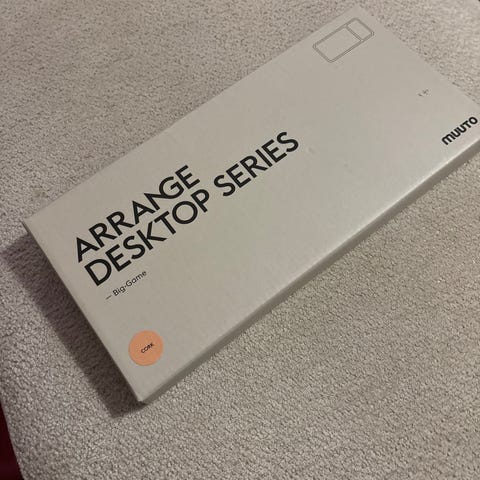 muuto
ARRANGE
DESKTOP SERIES
— Big-Game
CORK